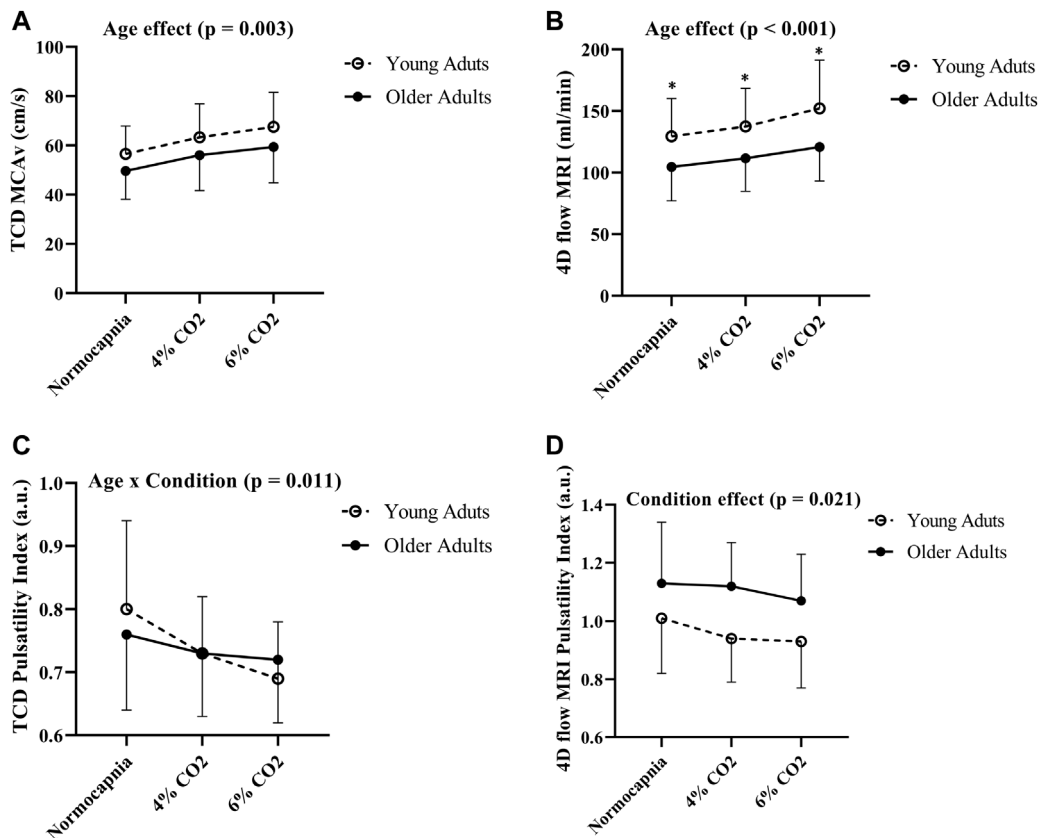 A
Age effect (p = 0.003)
TCD MCAv (cm/s)
100
80
60
40
20
0
Normocapnia
4% CO2
6% CO2
Young Aduts
Older Adults
B
Age effect (p < 0.001)
4D flow MRI (ml/min)
200
150
100
50
0
* * *
Normocapnia
4% CO2
6% CO2
Young Aduts
Older Adults
C
Age x Condition (p = 0.011)
TCD Pulsatility Index (a.u.)
1.0
0.9
0.8
0.7
0.6
Normocapnia
4% CO2
6% CO2
Young Aduts
Older Adults
D
Condition effect (p = 0.021)
4D flow MRI Pulsatility Index (a.u.)
1.4
1.2
1.0
0.8
0.6
Normocapnia
4% CO2
6% CO2
Young Aduts
Older Adults